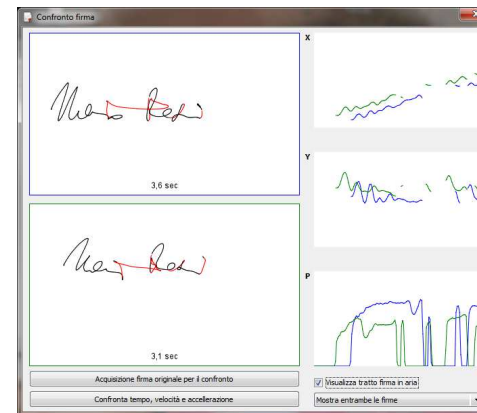 Confronto firma
X
3,6 sec
Y
3,1 sec
P
Acquisizione firma originale per il confronto
Visualizza tratto firma in aria
Confronta tempo, velocità e accellerazione
Mostra entrambe le firme